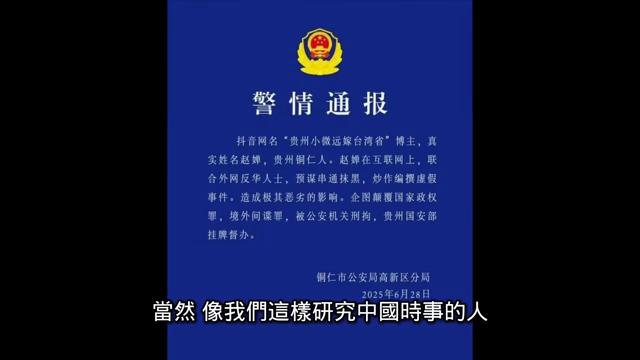 警情通报
抖音网名“贵州小微远嫁台湾省”博主，真
实姓名赵婵，贵州铜仁人。赵婵在互联网上，联
合外网反华人士，预谋串通抹黑，炒作编撰虚假
事件。造成极其恶劣的影响。企图颠覆国家政权
罪，境外间谍罪，被公安机关刑拘，贵州国安部
挂牌督办。
铜仁市公安局高新区分局
2025年6月28日
當然 像我們這樣研究中國時事的人